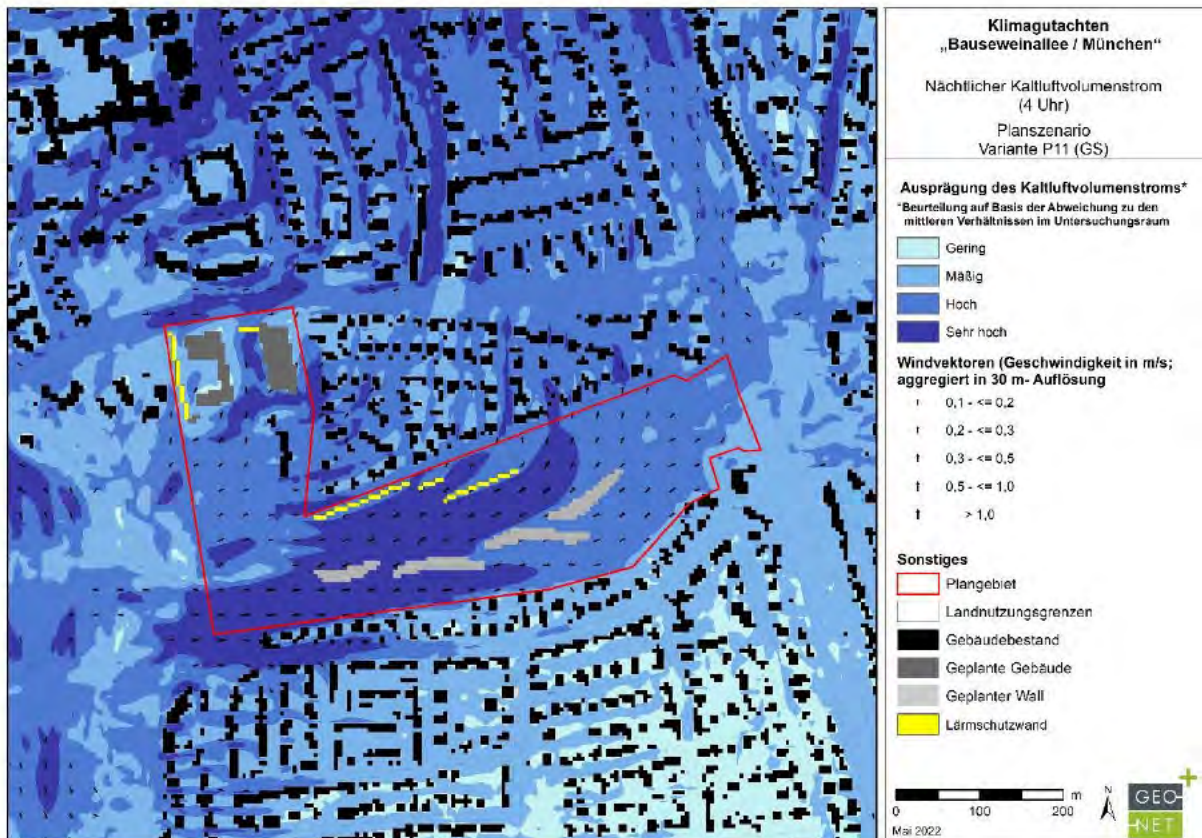 Klimagutachten
„Bauseweinallee / München“
Nächtlicher Kaltluftvolumenstrom
(4 Uhr)
Planszenario
Variante P11 (GS)
Ausprägung des Kaltluftvolumenstroms*
*Beurteilung auf Basis der Abweichung zu den
mittleren Verhältnissen im Untersuchungsraum
Gering
Mäßig
Hoch
Sehr hoch
Windvektoren (Geschwindigkeit in m/s;
aggregiert in 30 m- Auflösung
0,1 - <= 0,2
0,2 - <= 0,3
0,3 - <= 0,5
0,5 - <= 1,0
> 1,0
Sonstiges
Plangebiet
Landnutzungsgrenzen
Gebäudebestand
Geplante Gebäude
Geplanter Wall
Lärmschutzwand
m
0 100 200
N
Mai 2022
GEO
NET